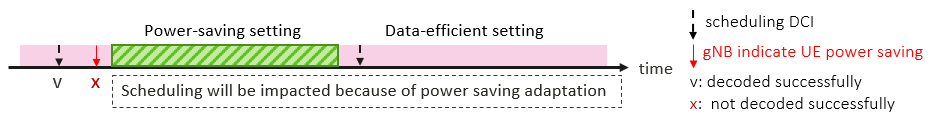 Power-saving setting
Data-efficient setting
v
x
time
Scheduling will be impacted because of power saving adaptation
scheduling DCI
gNB indicate UE power saving
v: decoded successfully
x: not decoded successfully